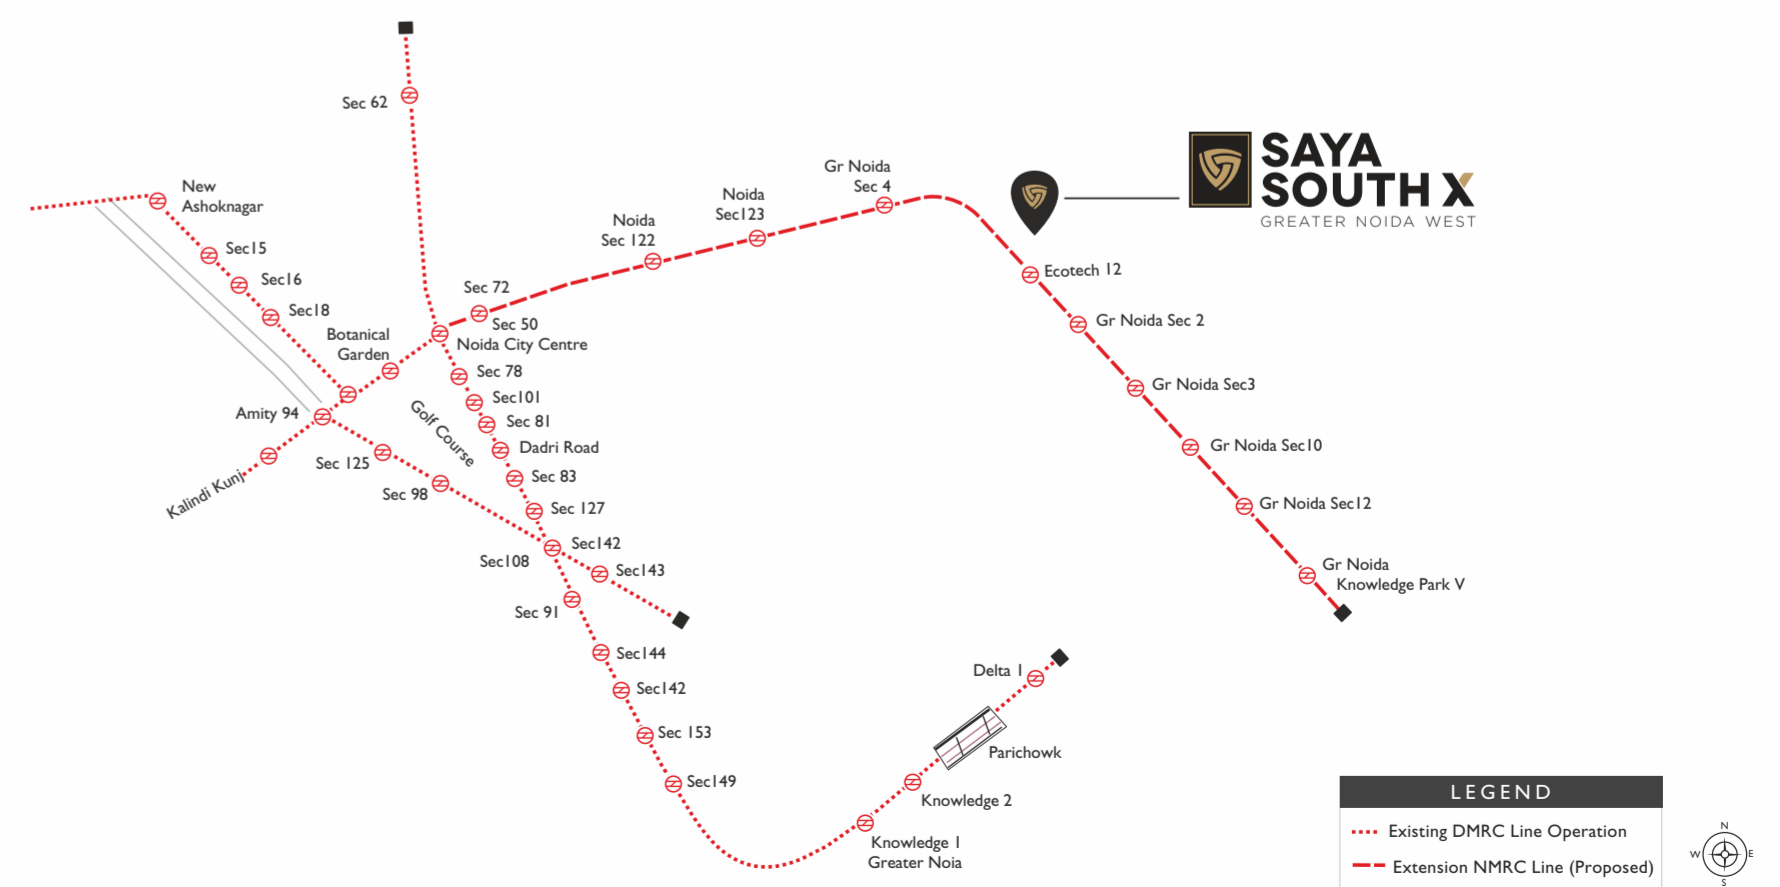 Sec 62
New
Ashoknagar
Sec15
Sec16
Sec18
Botanical
Garden
Amity 94
Kalindi Kunj
Sec 125
Sec 98
Golf Course
Sec 72
Sec 50
Noida City Centre
Sec 78
Sec101
Sec 81
Dadri Road
Sec 83
Sec 127
Sec142
Sec108
Sec143
Sec 91
Sec144
Sec142
Sec 153
Sec149
Knowledge 1
Greater Noia
Knowledge 2
Parichowk
Delta 1
Noida
Sec 122
Noida
Sec123
Gr Noida
Sec 4
SAYA
SOUTH X
GREATER NOIDA WEST
Ecotech 12
Gr Noida Sec 2
Gr Noida Sec3
Gr Noida Sec10
Gr Noida Sec12
Gr Noida
Knowledge Park V
LEGEND
Existing DMRC Line Operation
Extension NMRC Line (Proposed)
N
W E
S